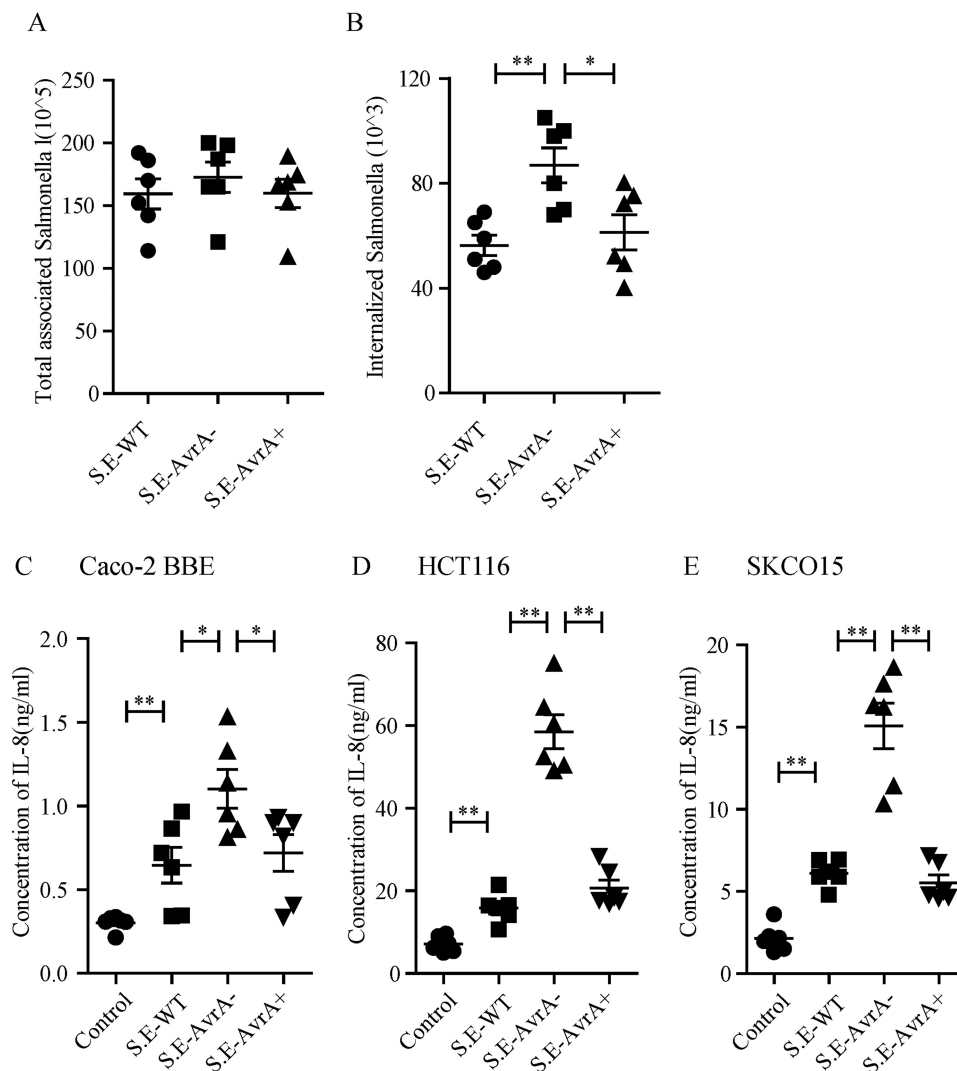 A
Total associated Salmonella l(10^5)
250
200
150
100
50
0
S.E-WT
S.E-AvrA-
S.E-AvrA+
B
Internalized Salmonella (10^3)
120
80
40
0
**
*
S.E-WT
S.E-AvrA-
S.E-AvrA+
C Caco-2 BBE
Concentration of IL-8(ng/ml)
2.0
1.5
1.0
0.5
0.0
**
*
*
Control
S.E-WT
S.E-AvrA-
S.E-AvrA+
D HCT116
Concentration of IL-8(ng/ml)
80
60
40
20
0
**
**
**
Control
S.E-WT
S.E-AvrA-
S.E-AvrA+
E SKCO15
Concentration of IL-8(ng/ml)
20
15
10
5
0
**
**
**
Control
S.E-WT
S.E-AvrA-
S.E-AvrA+